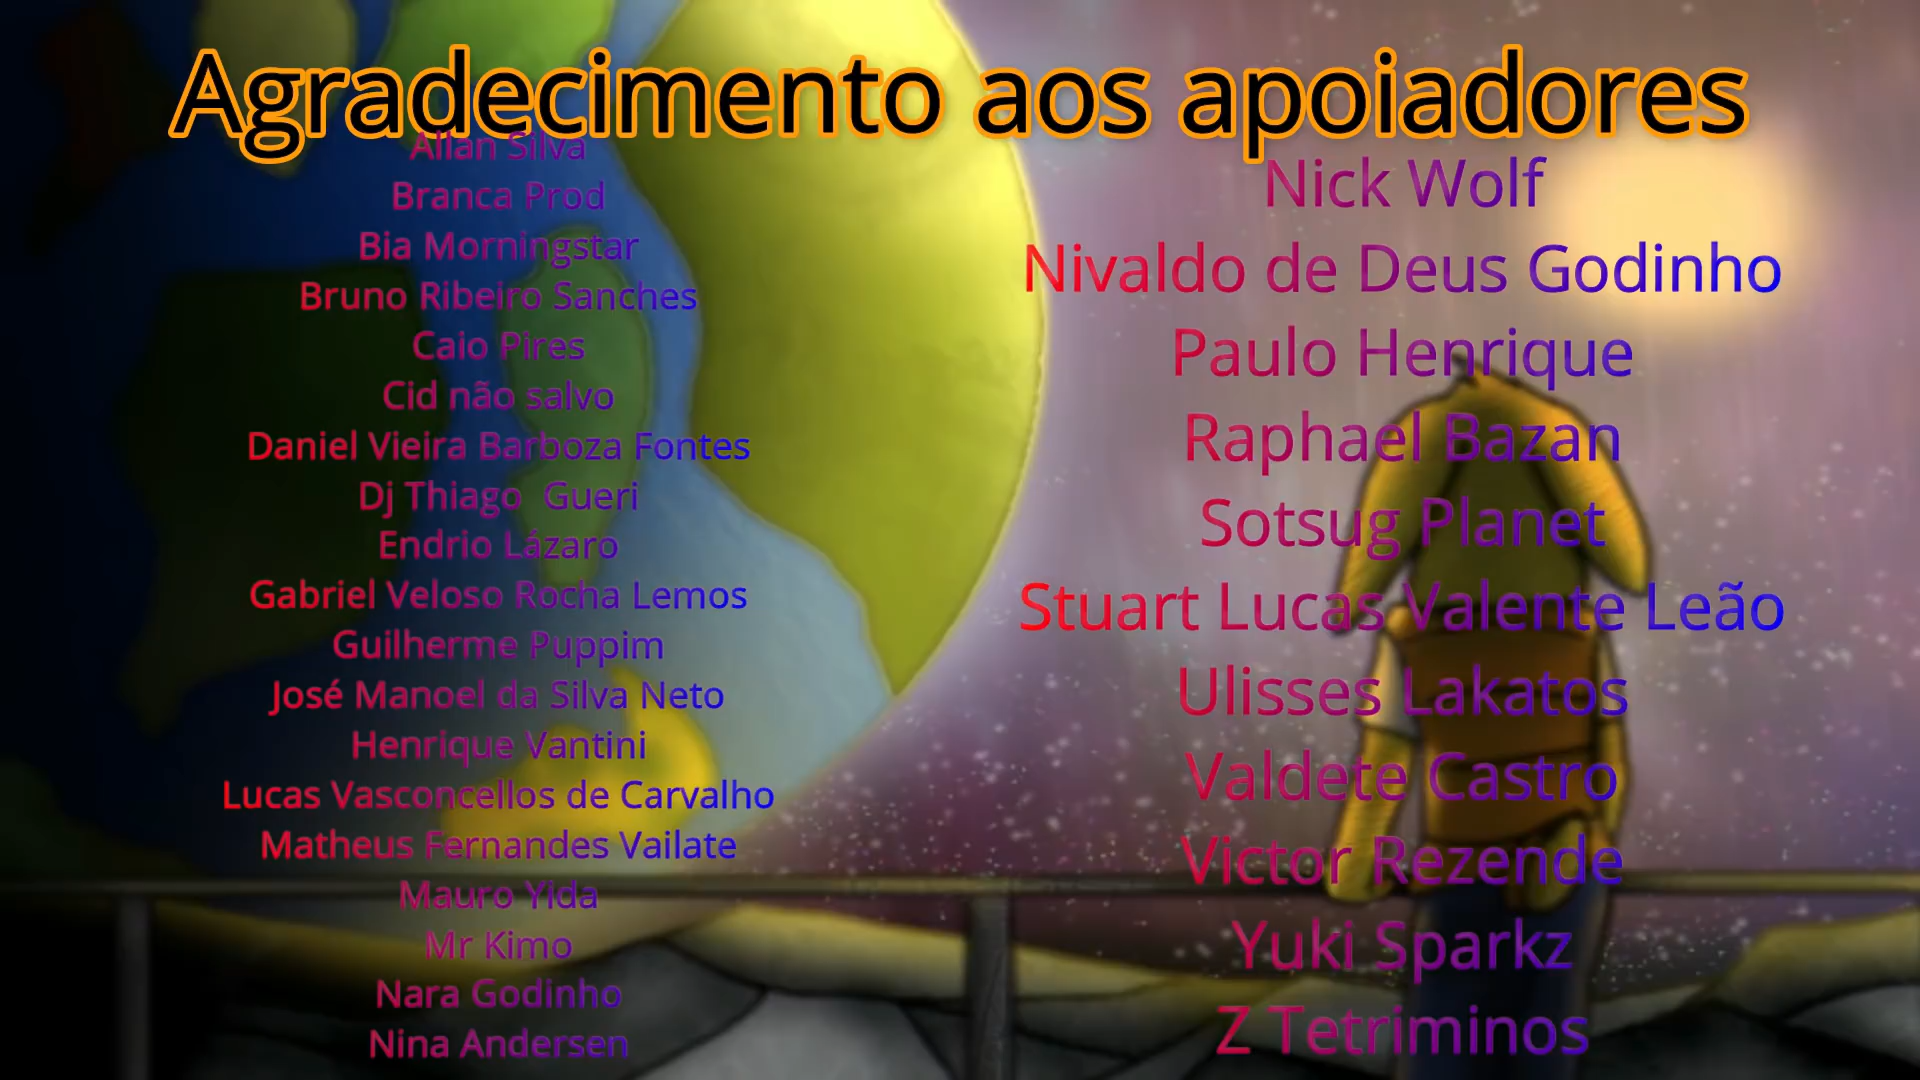 Agradecimento aos apoiadores
Allan Silva
Branca Prod
Bia Morningstar
Bruno Ribeiro Sanches
Caio Pires
Cid não salvo
Daniel Vieira Barboza Fontes
Dj Thiago  Gueri
Endrio Lázaro
Gabriel Veloso Rocha Lemos
Guilherme Puppim
José Manoel da Silva Neto
Henrique Vantini
Lucas Vasconcellos de Carvalho
Matheus Fernandes Vailate
Mauro Yida
Mr Kimo
Nara Godinho
Nina Andersen
Nick Wolf
Nivaldo de Deus Godinho
Paulo Henrique
Raphael Bazan
Sotsug Planet
Stuart Lucas Valente Leão
Ulisses Lakatos
Valdete Castro
Victor Rezende
Yuki Sparkz
Z Tetriminos